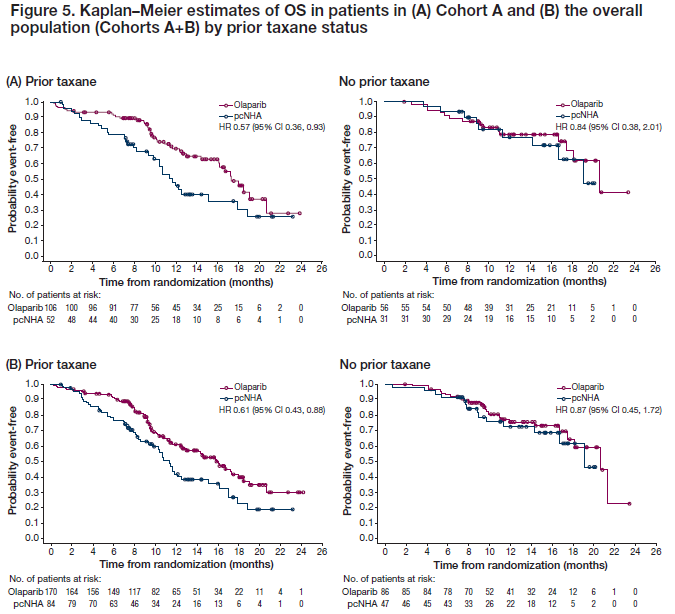 Figure 5. Kaplan–Meier estimates of OS in patients in (A) Cohort A and (B) the overall
population (Cohorts A+B) by prior taxane status
(A) Prior taxane
Probability event-free
1.0
0.9
0.8
0.7
0.6
0.5
0.4
0.3
0.2
0.1
0.0
Olaparib
pcNHA
HR 0.57 (95% CI 0.36, 0.93)
0 2 4 6 8 10 12 14 16 18 20 22 24 26
Time from randomization (months)
No. of patients at risk:
Olaparib 106 100 96 91 77 56 45 34 25 15 6 2 0
pcNHA 52 48 44 40 30 25 18 10 8 6 4 1 0
No prior taxane
Probability event-free
1.0
0.9
0.8
0.7
0.6
0.5
0.4
0.3
0.2
0.1
0.0
Olaparib
pcNHA
HR 0.84 (95% CI 0.38, 2.01)
0 2 4 6 8 10 12 14 16 18 20 22 24 26
Time from randomization (months)
No. of patients at risk:
Olaparib 56 55 54 50 48 39 31 25 21 11 5 1 0
pcNHA 31 31 30 29 24 19 16 15 10 5 2 0 0
(B) Prior taxane
Probability event-free
1.0
0.9
0.8
0.7
0.6
0.5
0.4
0.3
0.2
0.1
0.0
Olaparib
pcNHA
HR 0.61 (95% CI 0.43, 0.88)
0 2 4 6 8 10 12 14 16 18 20 22 24 26
Time from randomization (months)
No. of patients at risk:
Olaparib 170 164 156 149 117 82 65 51 34 22 11 4 1
pcNHA 84 79 70 63 46 34 24 16 13 6 4 1 0
No prior taxane
Probability event-free
1.0
0.9
0.8
0.7
0.6
0.5
0.4
0.3
0.2
0.1
0.0
Olaparib
pcNHA
HR 0.87 (95% CI 0.45, 1.72)
0 2 4 6 8 10 12 14 16 18 20 22 24 26
Time from randomization (months)
No. of patients at risk:
Olaparib 86 85 84 78 70 52 41 32 24 12 6 1 0
pcNHA 47 46 45 43 33 26 22 18 12 5 2 0 0